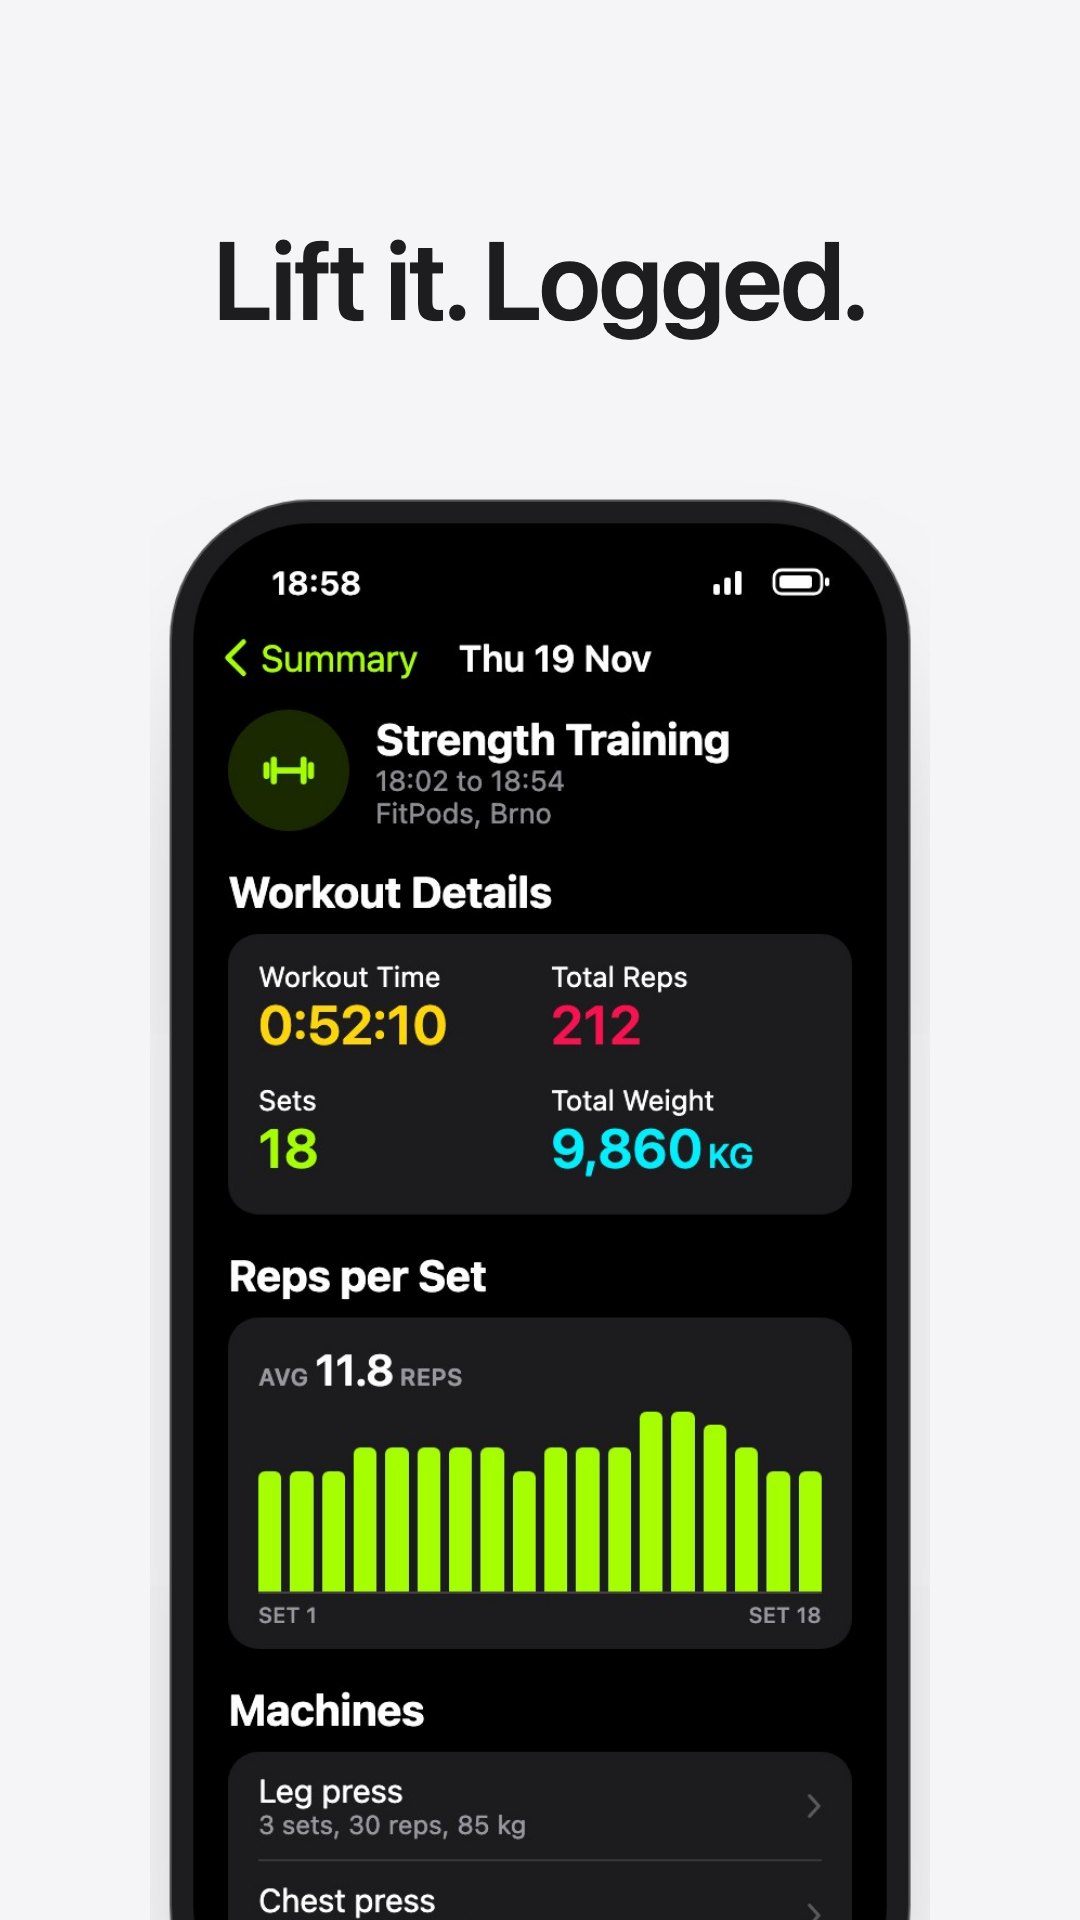 Lift it. Logged.
18:58
Summary
Thu 19 Nov
Strength Training
18:02 to 18:54
FitPods, Brno
Workout Details
Workout Time
Total Reps
0:52:10
212
Sets
Total Weight
18
9,860 KG
Reps per Set
AVG 11.8 REPS
SET 1
SET 18
Machines
Leg press
3 sets, 30 reps, 85 kg
Chest press